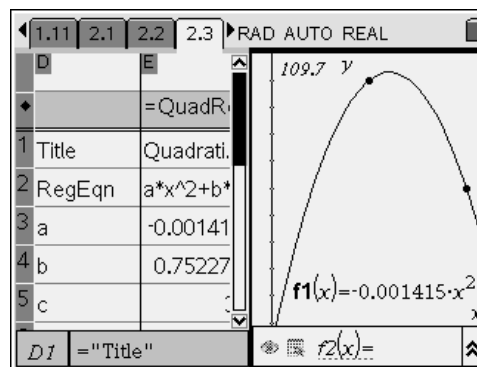 1.11 2.1 2.2 2.3 RAD AUTO REAL
D E
=QuadR
1 Title Quadrati.
2 RegEqn a*x^2+b*
3 a -0.00141
4 b 0.75227
5 c
D1 ="Title"
109.7 y
f1(x)=-0.001415·x²
x
f2(x)=